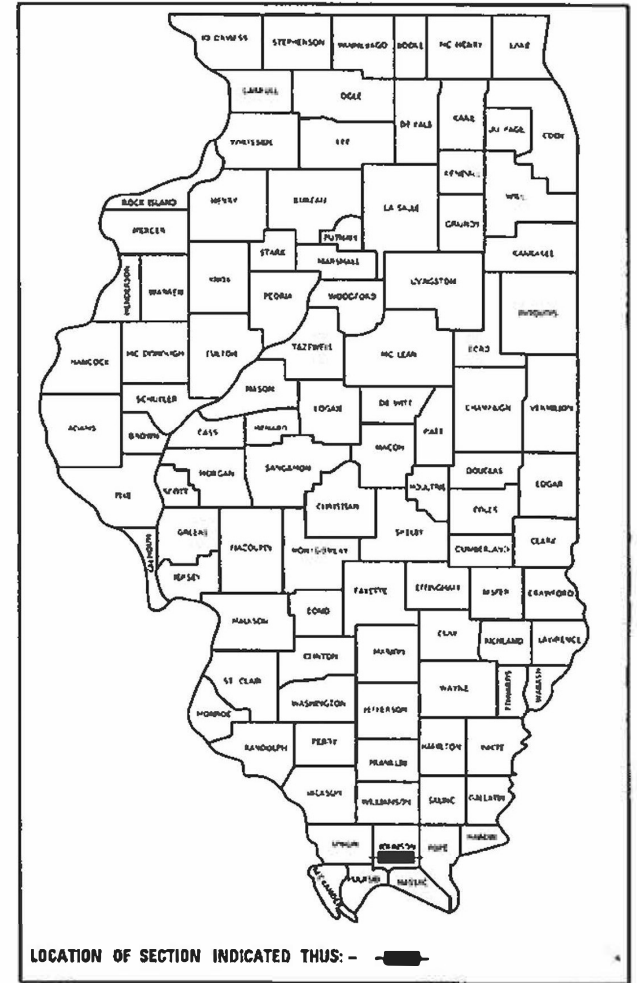 JO DAVIESS STEPHENSON WINNEBAGO BOONE MC HENRY LAKE
CARROLL OGLE DE KALB KANE DU PAGE COOK
WHITESIDE LEE
KENDALL WILL
ROCK ISLAND HENRY BUREAU LA SALLE GRUNDY
MERCER PUTNAM
STARK MARSHALL KANKAKEE
HENDERSON WARREN KNOX PEORIA WOODFORD LIVINGSTON
IROQUOIS
HANCOCK MC DONOUGH FULTON TAZEWELL MC LEAN FORD
SCHUYLER MASON LOGAN DE WITT CHAMPAIGN VERMILION
ADAMS BROWN CASS MENARD MACON PIATT
PIKE SCOTT MORGAN SANGAMON MOULTRIE DOUGLAS EDGAR
CHRISTIAN COLES
CALHOUN GREENE MACOUPIN MONTGOMERY SHELBY CUMBERLAND CLARK
JERSEY FAYETTE EFFINGHAM JASPER CRAWFORD
MADISON BOND
CLAY RICHLAND LAWRENCE
ST. CLAIR CLINTON MARION
WASHINGTON JEFFERSON WAYNE EDWARDS WABASH
MONROE
RANDOLPH PERRY FRANKLIN HAMILTON WHITE
JACKSON WILLIAMSON SALINE GALLATIN
UNION JOHNSON POPE HARDIN
ALEXANDER PULASKI MASSAC
LOCATION OF SECTION INDICATED THUS: -